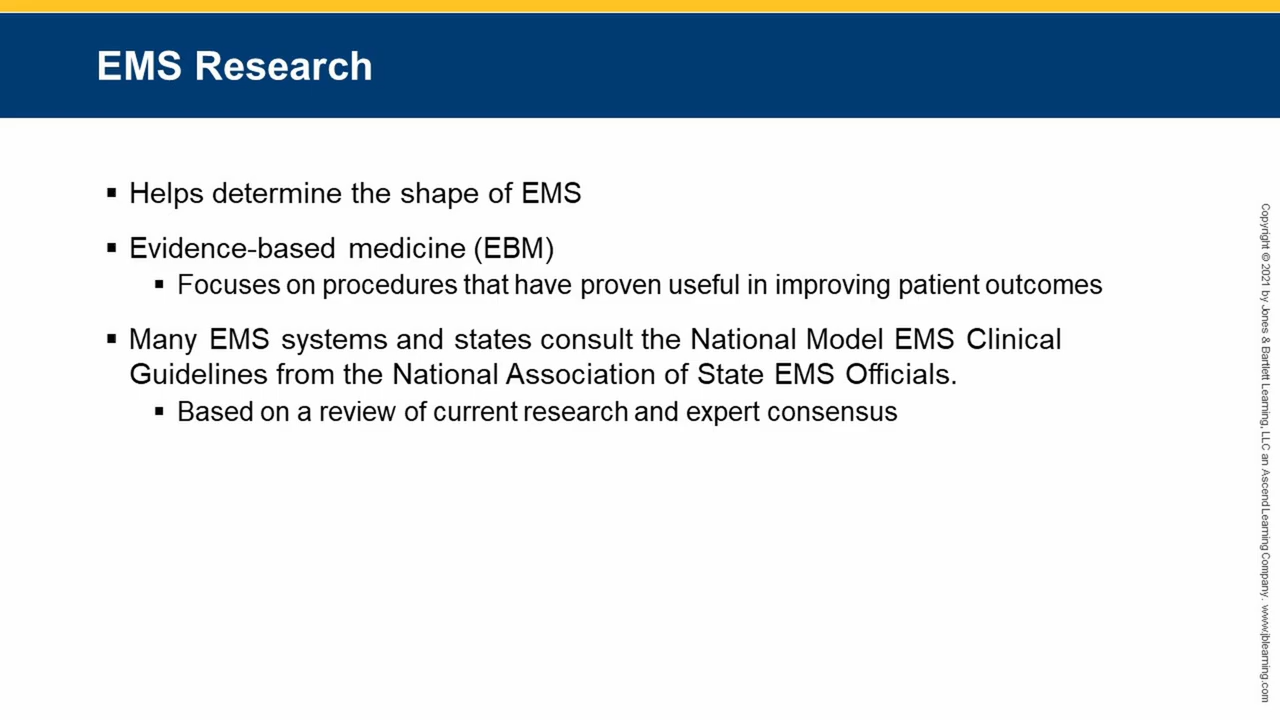 EMS Research
▪ Helps determine the shape of EMS
▪ Evidence-based medicine (EBM)
▪ Focuses on procedures that have proven useful in improving patient outcomes
▪ Many EMS systems and states consult the National Model EMS Clinical
Guidelines from the National Association of State EMS Officials.
▪ Based on a review of current research and expert consensus
Copyright © 2021 by Jones & Bartlett Learning, LLC an Ascend Learning Company. www.jblearning.com